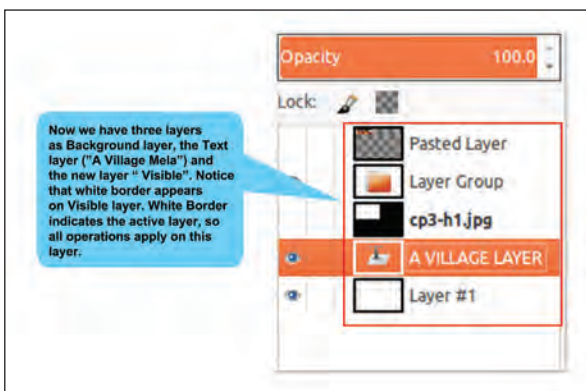 Opacity 100.0
Lock:
Now we have three layers
as Background layer, the Text
layer ("A Village Mela") and
the new layer “ Visible”. Notice
that white border appears
on Visible layer. White Border
indicates the active layer, so
all operations apply on this
layer.
Pasted Layer
Layer Group
cp3-h1.jpg
A VILLAGE LAYER
Layer #1